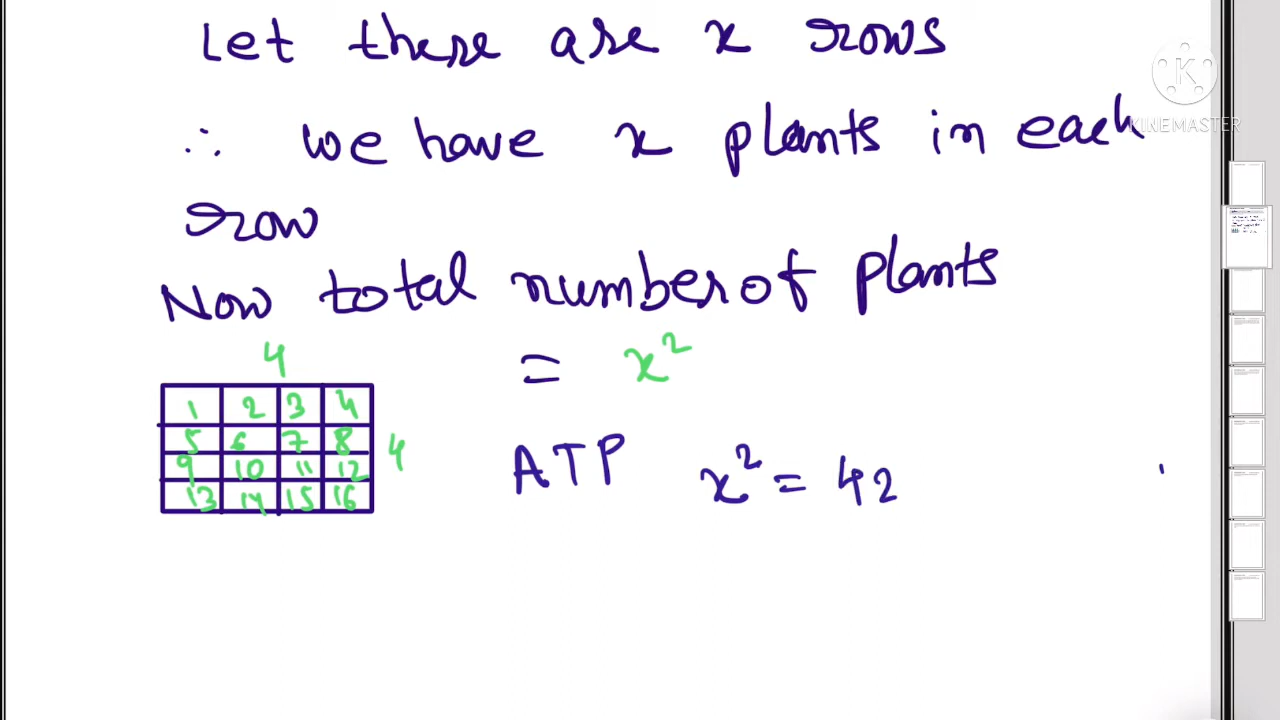 Let there are x rows
∴ we have x plants in each
row
Now total number of plants
= x²
4
1 2 3 4
5 6 7 8
4
9 10 11 12
13 14 15 16
ATP x² = 42
K
KINEMASTER